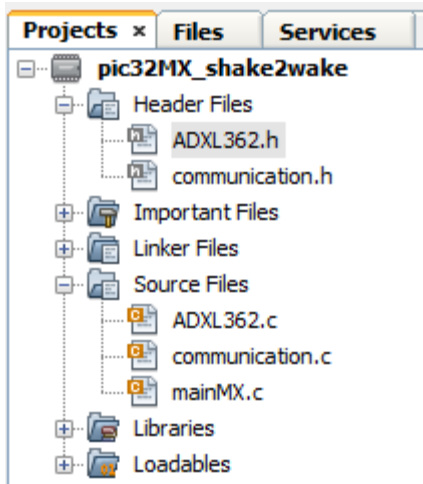 Projects × Files Services
pic32MX_shake2wake
Header Files
ADXL362.h
communication.h
Important Files
Linker Files
Source Files
ADXL362.c
communication.c
mainMX.c
Libraries
Loadables